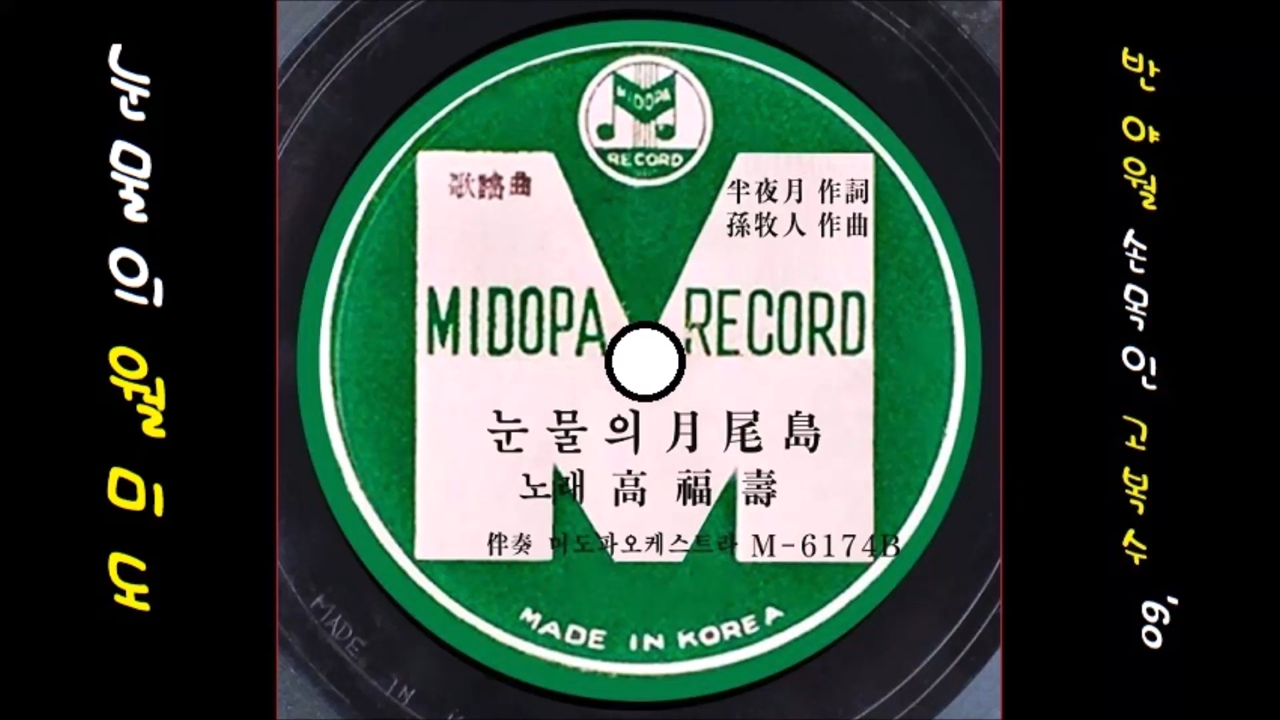 눈물의 월 미 도
MIDOPA
RECORD
歌謠曲
半夜月 作詞
孫牧人 作曲
MIDOPA RECORD
눈물의 月尾島
노래 高福壽
伴奏 미도파오케스트라 M-6174B
MADE IN KOREA
MADE IN
반 야월 손목인 고 복 수 '60